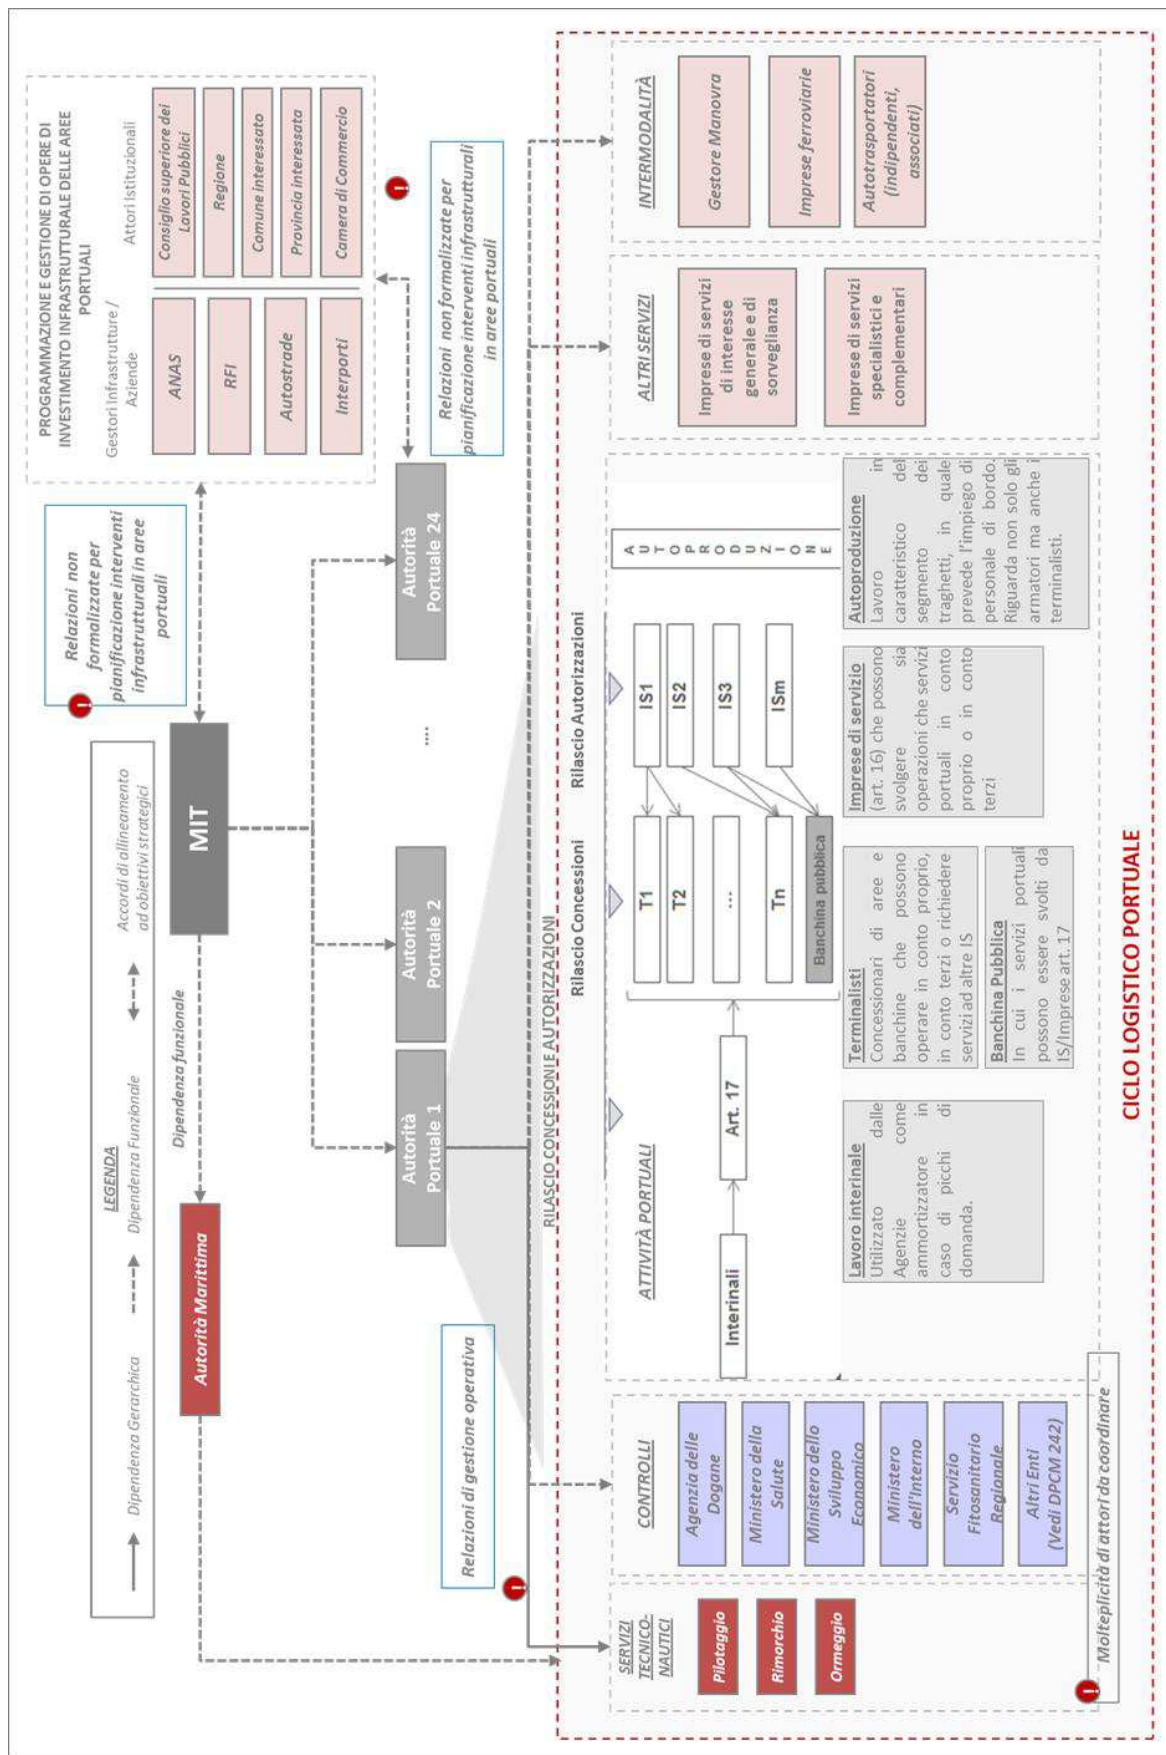 LEGENDA
Dipendenza Gerarchica
Dipendenza Funzionale
Accordi di allineamento
ad obiettivi strategici
Relazioni non
formalizzate per
pianificazione interventi
infrastrutturali in aree
portuali
PROGRAMMAZIONE E GESTIONE DI OPERE DI
INVESTIMENTO INFRASTRUTTURALE DELLE AREE
PORTUALI
Gestori Infrastrutture /
Aziende
Attori Istituzionali
ANAS
RFI
Autostrade
Interporti
Consiglio superiore dei
Lavori Pubblici
Regione
Comune interessato
Provincia interessata
Camera di Commercio
Autorità Marittima
Dipendenza funzionale
MIT
Autorità
Portuale 1
Autorità
Portuale 2
....
Autorità
Portuale 24
Relazioni di gestione operativa
Relazioni non formalizzate per
pianificazione interventi infrastrutturali
in aree portuali
RILASCIO CONCESSIONI E AUTORIZZAZIONI
SERVIZI
TECNICO-
NAUTICI
Pilotaggio
Rimorchio
Ormeggio
CONTROLLI
Agenzia delle
Dogane
Ministero della
Salute
Ministero dello
Sviluppo
Economico
Ministero
dell'Interno
Servizio
Fitosanitario
Regionale
Altri Enti
(Vedi DPCM 242)
ATTIVITÀ PORTUALI
Rilascio Concessioni
Rilascio Autorizzazioni
Interinali
Art. 17
T1
T2
...
Tn
Banchina pubblica
IS1
IS2
IS3
ISm
AUTOPRODUZIONE
Lavoro interinale
Utilizzato dalle
Agenzie come
ammortizzatore in
caso di picchi di
domanda.
Terminalisti
Concessionari di aree e
banchine che possono
operare in conto proprio,
in conto terzi o richiedere
servizi ad altre IS
Banchina Pubblica
In cui i servizi portuali
possono essere svolti da
IS/Imprese art. 17
Imprese di servizio
(art. 16) che possono
svolgere sia
operazioni che servizi
portuali in conto
proprio o in conto
terzi
Autoproduzione
Lavoro in
caratteristico del
segmento dei
traghetti, in quale
prevede l'impiego di
personale di bordo.
Riguarda non solo gli
armatori ma anche i
terminalisti.
ALTRI SERVIZI
Imprese di servizi
di interesse
generale e di
sorveglianza
Imprese di servizi
specialistici e
complementari
INTERMODALITÀ
Gestore Manovra
Imprese ferroviarie
Autotrasportatori
(indipendenti,
associati)
Molteplicità di attori da coordinare
CICLO LOGISTICO PORTUALE